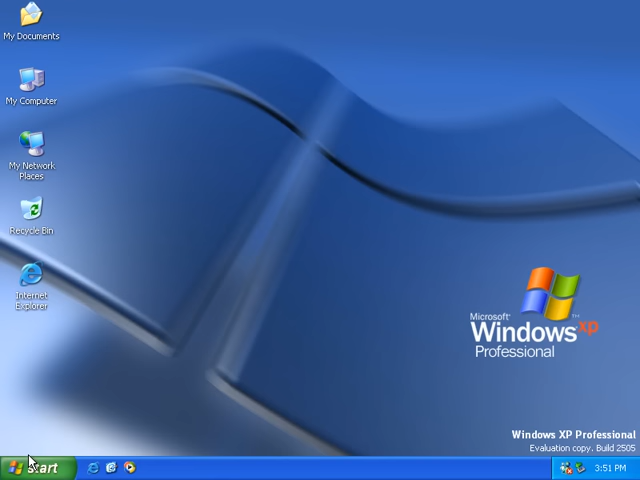 My Documents
My Computer
My Network
Places
Recycle Bin
Internet
Explorer
Microsoft
Windows xp
Professional
Windows XP Professional
Evaluation copy. Build 2505
start
3:51 PM